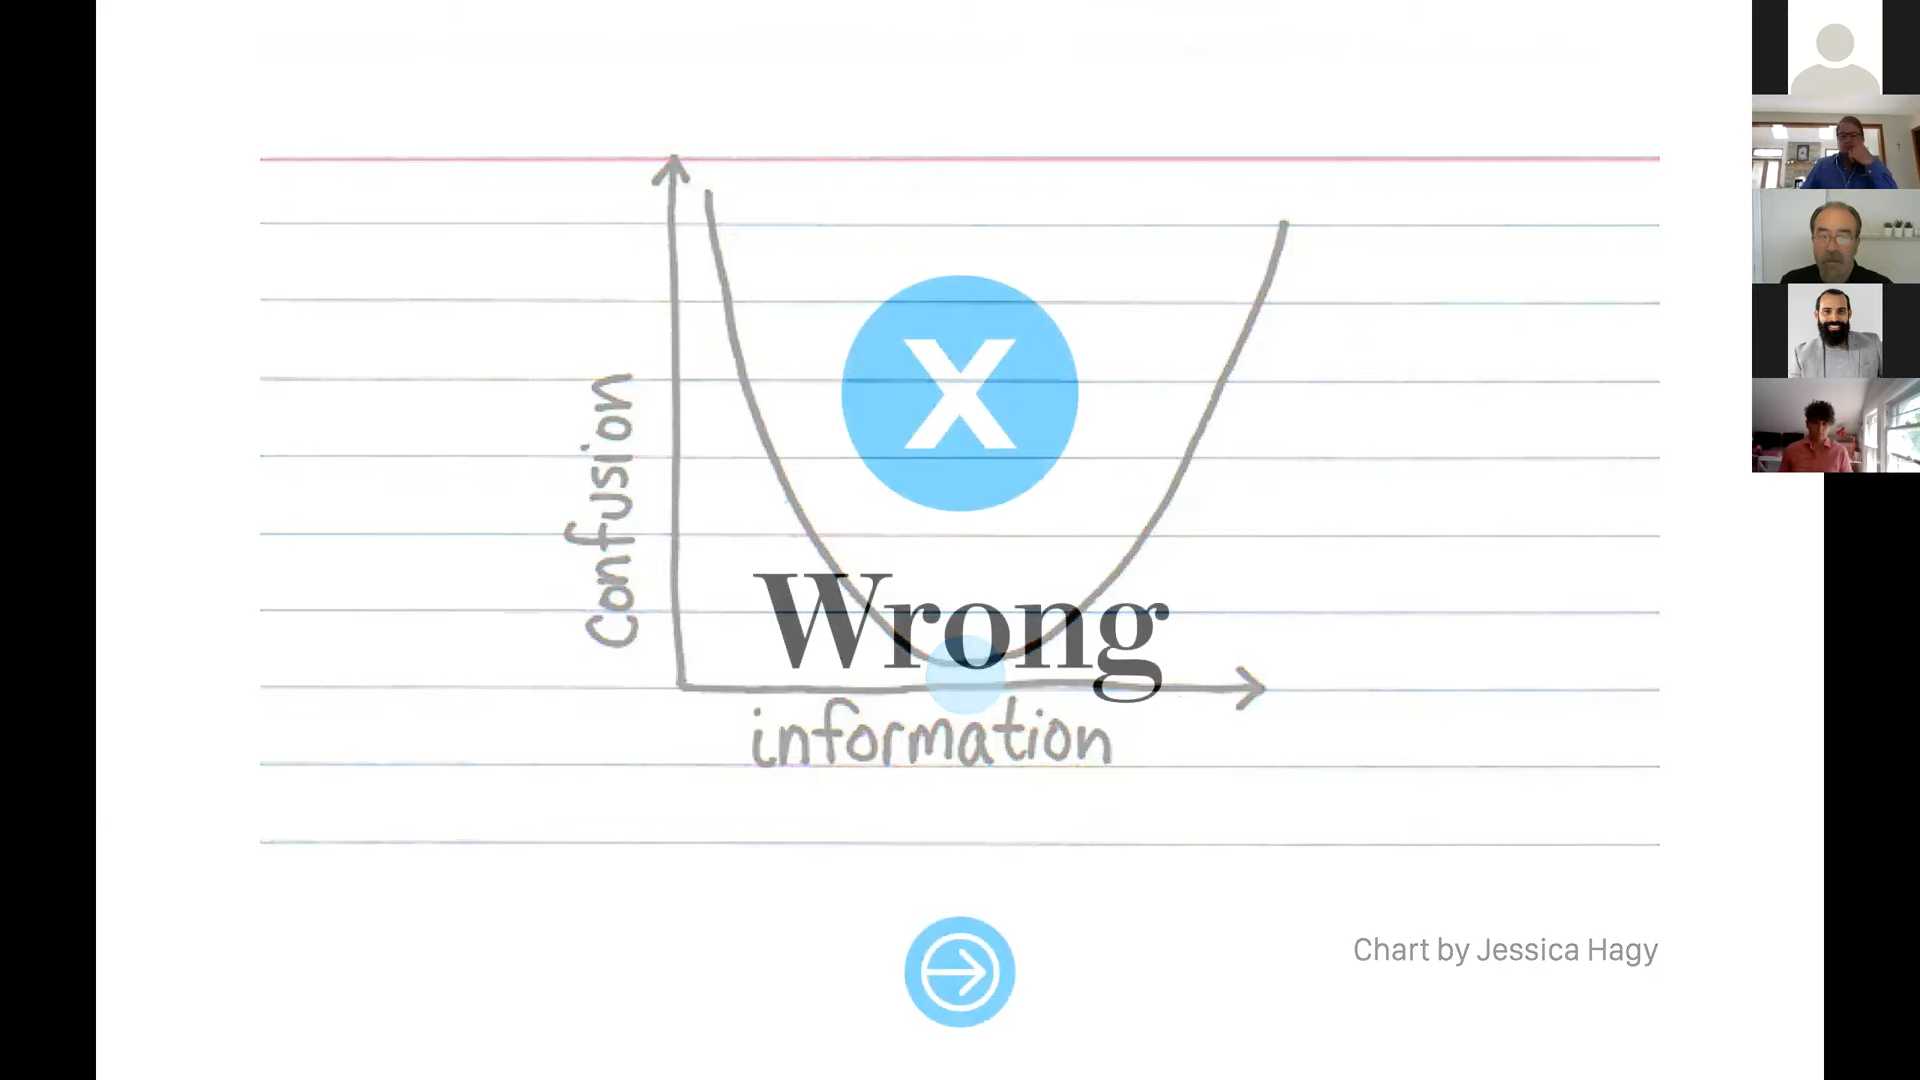 X
Confusion
Wrong
information
Chart by Jessica Hagy